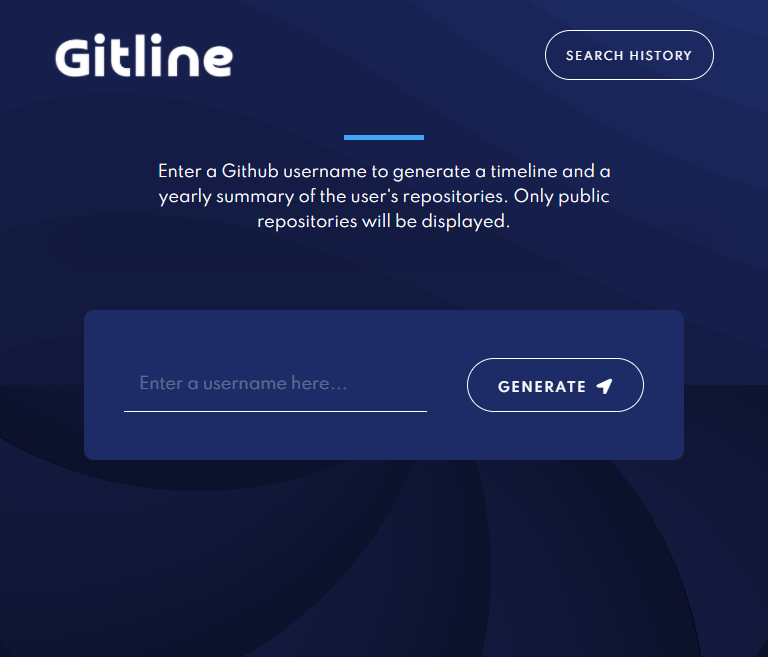 Gitline
SEARCH HISTORY
Enter a Github username to generate a timeline and a
yearly summary of the user's repositories. Only public
repositories will be displayed.
Enter a username here...
GENERATE